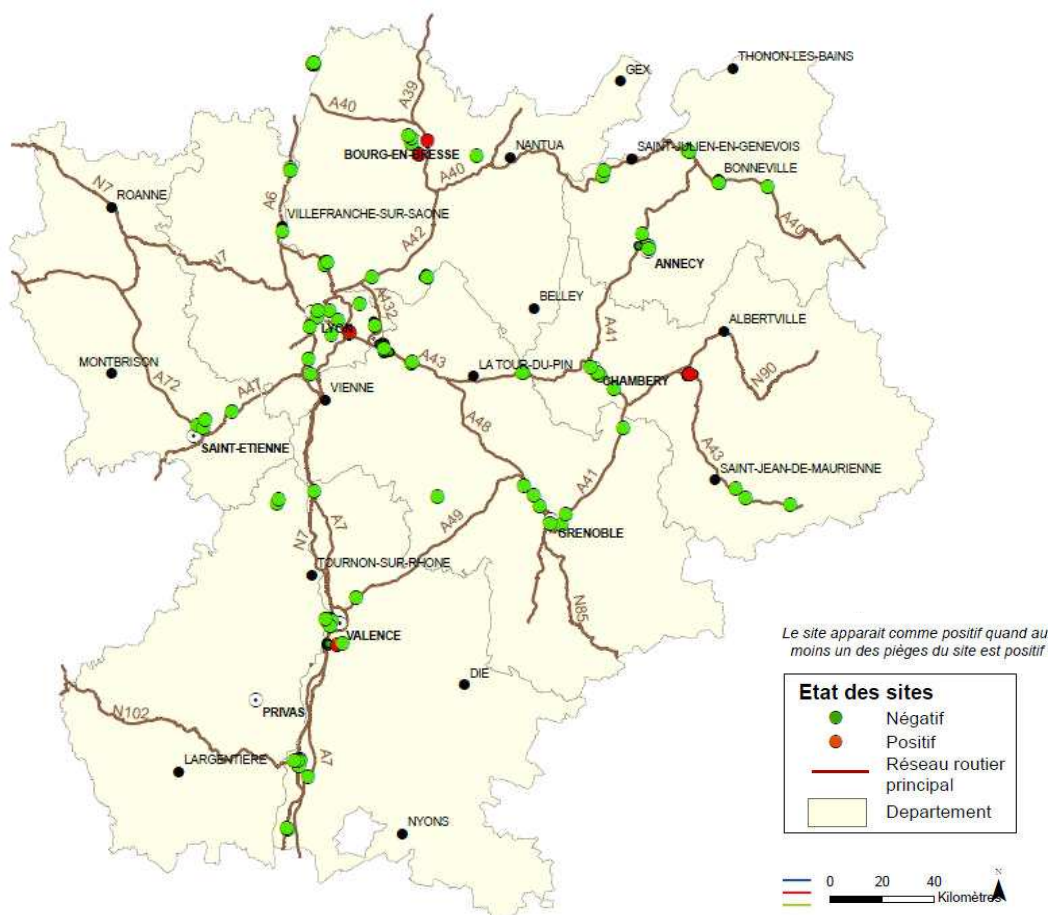 THONON-LES-BAINS
GEX
A39
A40
BOURG-EN-BRESSE
NANTUA
SAINT-JULIEN-EN-GENEVOIS
A40
BONNEVILLE
N7
ROANNE
A6
VILLEFRANCHE-SUR-SAONE
A42
A40
N7
ANNECY
A432
BELLEY
LYON
A41
ALBERTVILLE
MONTBRISON
A43
LA TOUR-DU-PIN
CHAMBERY
N90
A72
A47
VIENNE
A48
SAINT-ETIENNE
A43
SAINT-JEAN-DE-MAURIENNE
A41
A7
A49
GRENOBLE
N7
TOURNON-SUR-RHONE
N85
VALENCE
DIE
PRIVAS
N102
LARGENTIERE
A7
NYONS
Le site apparait comme positif quand au
moins un des pièges du site est positif
Etat des sites
Négatif
Positif
Réseau routier
principal
Departement
N
0 20 40
Kilomètres